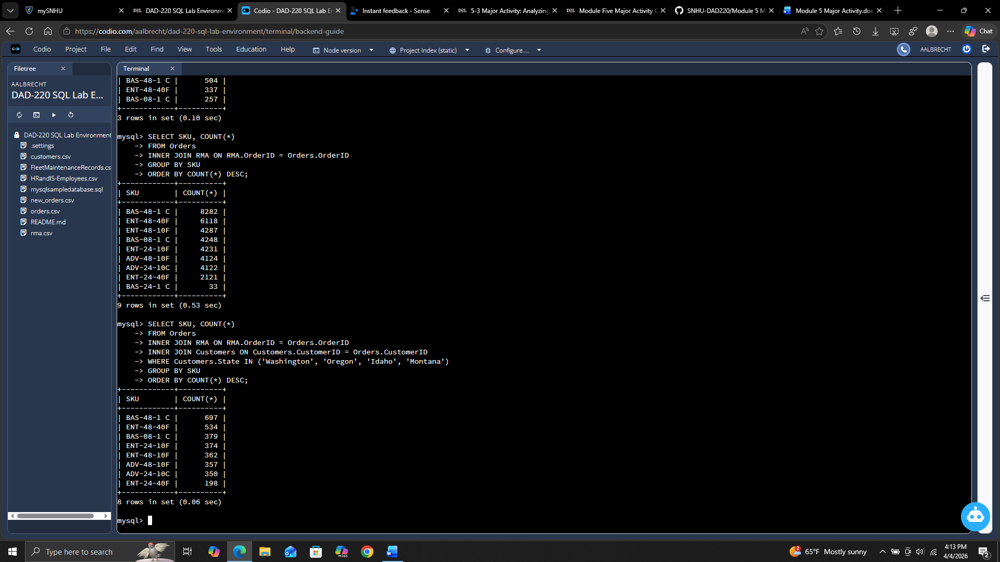 mySNHU
DAD-220 SQL Lab Environm
Codio - DAD-220 SQL Lab E
Instant feedback - Sense
5-3 Major Activity: Analyzing
Module Five Major Activity G
SNHU-DAD220/Module 5 M
Module 5 Major Activity.doc
https://codio.com/aalbrecht/dad-220-sql-lab-environment/terminal/backend-guide
Chat
Codio Project File Edit Find View Tools Education Help Node version Project Index (static) Configure.... AALBRECHT
Filetree
AALBRECHT
DAD-220 SQL Lab E...
DAD-220 SQL Lab Environment
.settings
customers.csv
FleetMaintenanceRecords.cs
HRandIS-Employees.csv
mysqlsampledatabase.sql
new_orders.csv
orders.csv
README.md
rma.csv
Terminal
| BAS-48-1 C |      504 |
| ENT-48-40F |      337 |
| BAS-08-1 C |      257 |
+------------+----------+
3 rows in set (0.10 sec)
mysql> SELECT SKU, COUNT(*)
    -> FROM Orders
    -> INNER JOIN RMA ON RMA.OrderID = Orders.OrderID
    -> GROUP BY SKU
    -> ORDER BY COUNT(*) DESC;
+------------+----------+
| SKU        | COUNT(*) |
+------------+----------+
| BAS-48-1 C |     8282 |
| ENT-48-40F |     6118 |
| ENT-48-10F |     4287 |
| BAS-08-1 C |     4248 |
| ENT-24-10F |     4231 |
| ADV-48-10F |     4124 |
| ADV-24-10C |     4122 |
| ENT-24-40F |     2121 |
| BAS-24-1 C |       33 |
+------------+----------+
9 rows in set (0.53 sec)
mysql> SELECT SKU, COUNT(*)
    -> FROM Orders
    -> INNER JOIN RMA ON RMA.OrderID = Orders.OrderID
    -> INNER JOIN Customers ON Customers.CustomerID = Orders.CustomerID
    -> WHERE Customers.State IN ('Washington', 'Oregon', 'Idaho', 'Montana')
    -> GROUP BY SKU
    -> ORDER BY COUNT(*) DESC;
+------------+----------+
| SKU        | COUNT(*) |
+------------+----------+
| BAS-48-1 C |      697 |
| ENT-48-40F |      534 |
| BAS-08-1 C |      379 |
| ENT-24-10F |      374 |
| ENT-48-10F |      362 |
| ADV-48-10F |      357 |
| ADV-24-10C |      350 |
| ENT-24-40F |      198 |
+------------+----------+
8 rows in set (0.06 sec)
mysql>
Type here to search
M365
2
65°F Mostly sunny
4:13 PM
4/4/2026
2